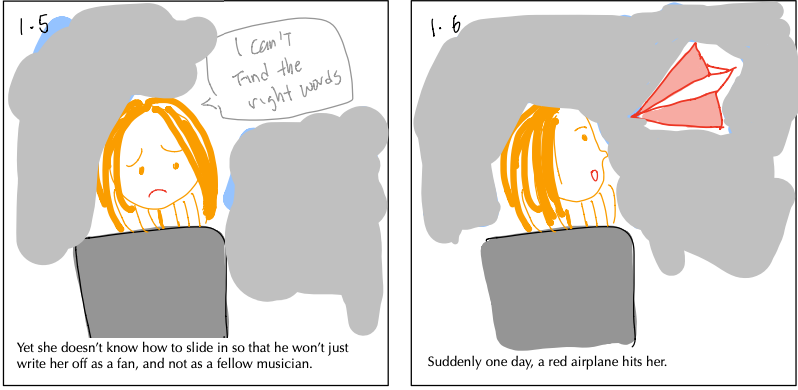 1.5
I can't
Find the
right words
Yet she doesn't know how to slide in so that he won't just
write her off as a fan, and not as a fellow musician.
1.6
Suddenly one day, a red airplane hits her.